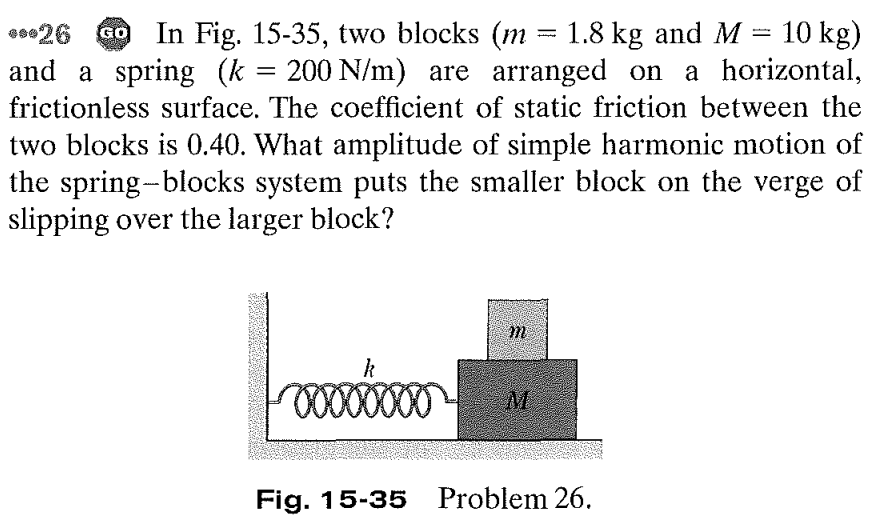 •••26 GO In Fig. 15-35, two blocks (m = 1.8 kg and M = 10 kg)
and a spring (k = 200 N/m) are arranged on a horizontal,
frictionless surface. The coefficient of static friction between the
two blocks is 0.40. What amplitude of simple harmonic motion of
the spring–blocks system puts the smaller block on the verge of
slipping over the larger block?
m
k
M
Fig. 15-35 Problem 26.